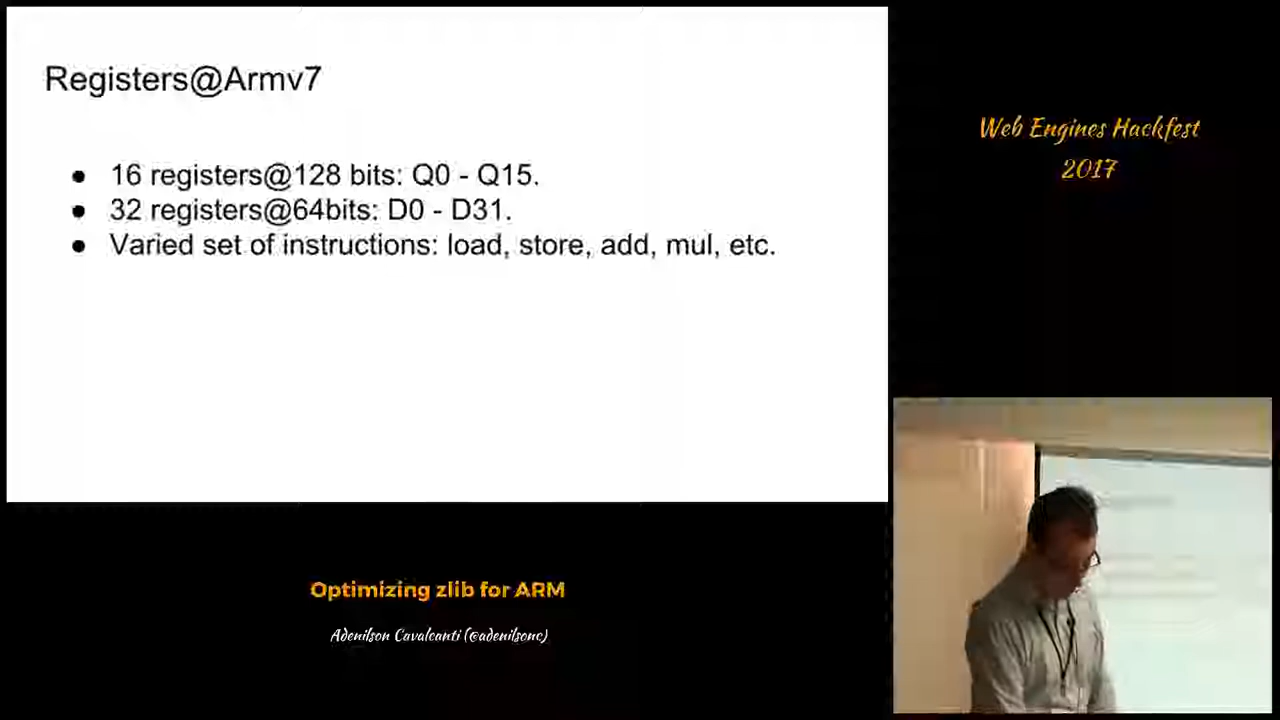 Registers@Armv7
● 16 registers@128 bits: Q0 - Q15.
● 32 registers@64bits: D0 - D31.
● Varied set of instructions: load, store, add, mul, etc.
Web Engines Hackfest
2017
Optimizing zlib for ARM
Adenilson Cavalcanti (@adenilsonc)